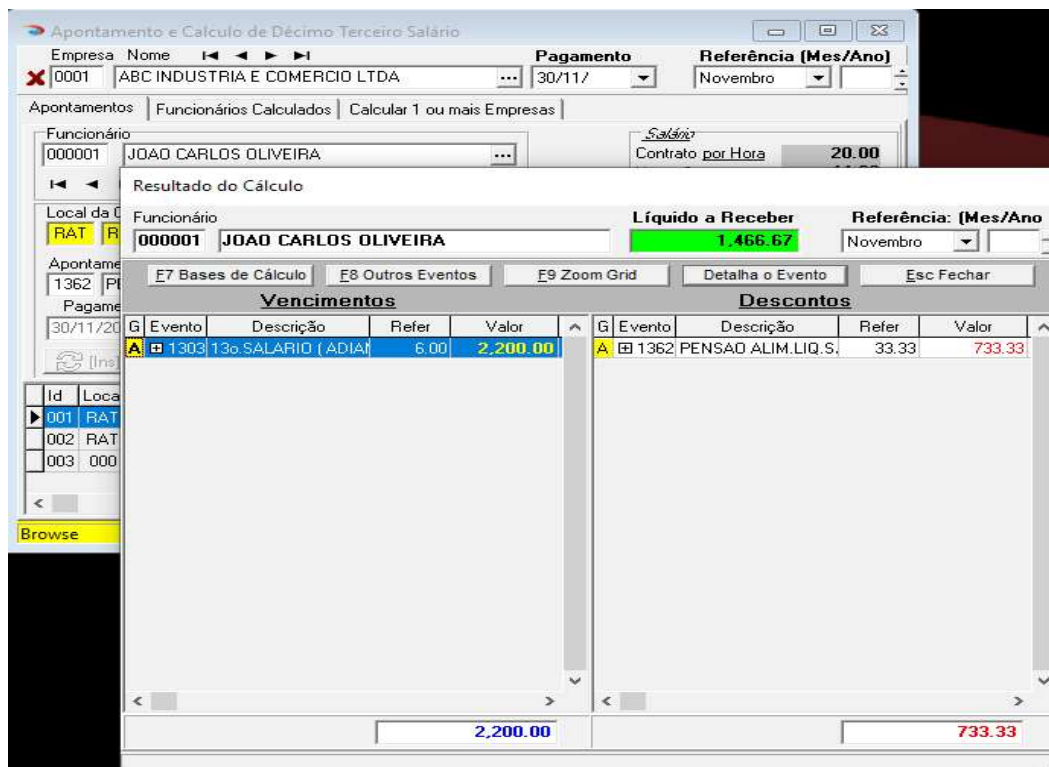 Apontamento e Calculo de Décimo Terceiro Salário
Empresa Nome Pagamento Referência (Mes/Ano)
0001 ABC INDUSTRIA E COMERCIO LTDA ... 30/11/ Novembro
Apontamentos Funcionários Calculados Calcular 1 ou mais Empresas
Funcionário Salário
000001 JOAO CARLOS OLIVEIRA ... Contrato por Hora 20.00
Resultado do Cálculo
Local da
Funcionário Líquido a Receber Referência: (Mes/Ano
RAT
000001 JOAO CARLOS OLIVEIRA 1,466.67 Novembro
Apontame
F7 Bases de Cálculo F8 Outros Eventos F9 Zoom Grid Detalha o Evento Esc Fechar
1362
Pagame
Vencimentos Descontos
30/11/20
G Evento Descrição Refer Valor G Evento Descrição Refer Valor
A 1303 13o.SALARIO ( ADIA 6.00 2,200.00 A 1362 PENSAO ALIM.LIQ.S. 33.33 733.33
[Ins]
Id Loca
001 RAT
002 RAT
003 000
Browse
2,200.00 733.33